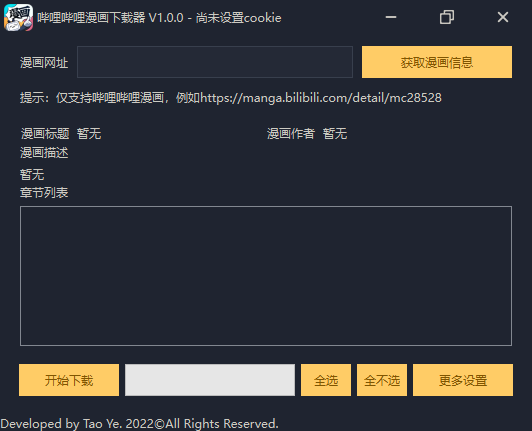 哔哩哔哩漫画下载器 V1.0.0 - 尚未设置cookie
漫画网址 获取漫画信息
提示：仅支持哔哩哔哩漫画，例如https://manga.bilibili.com/detail/mc28528
漫画标题 暂无 漫画作者 暂无
漫画描述
暂无
章节列表
开始下载 全选 全不选 更多设置
Developed by Tao Ye. 2022©All Rights Reserved.